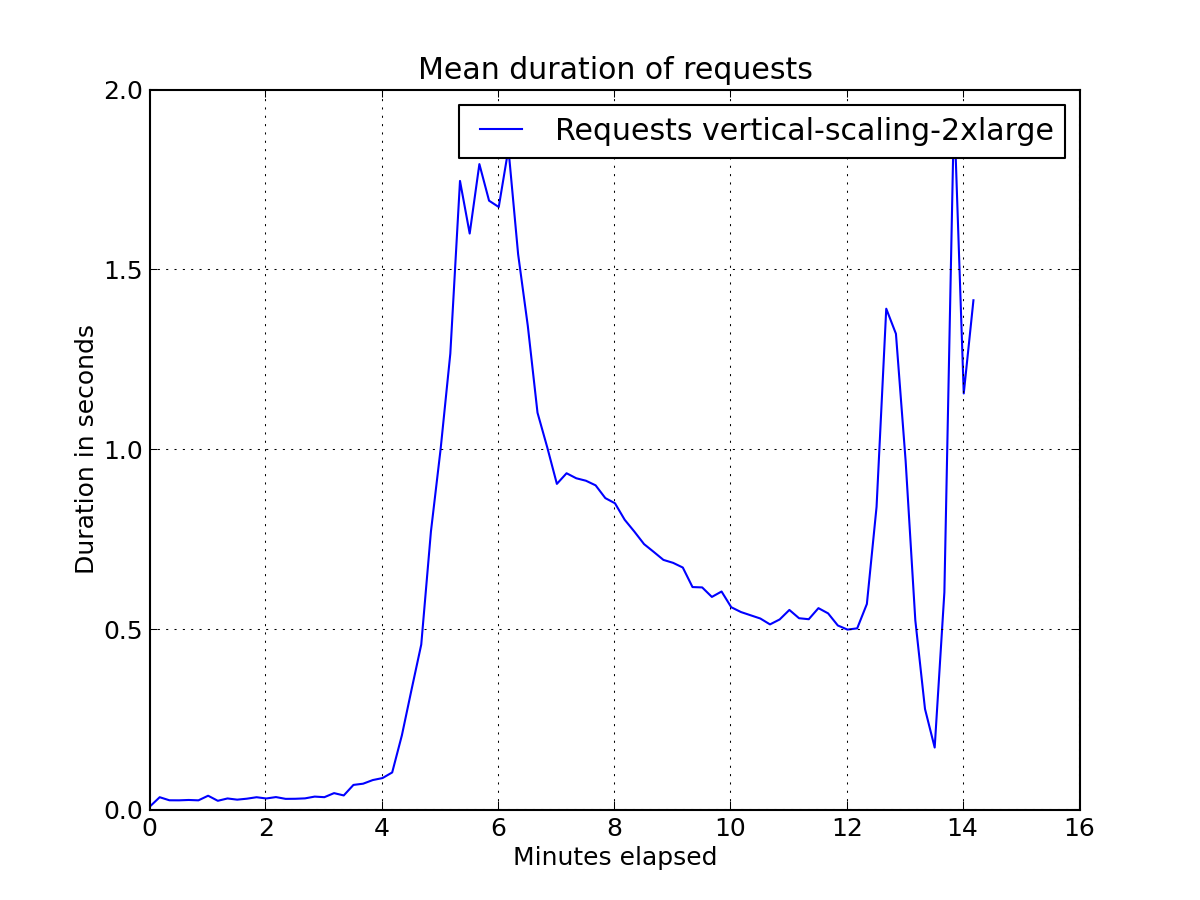 Mean duration of requests
Requests vertical-scaling-2xlarge
2.0
1.5
1.0
0.5
0.0
Duration in seconds
0 2 4 6 8 10 12 14 16
Minutes elapsed